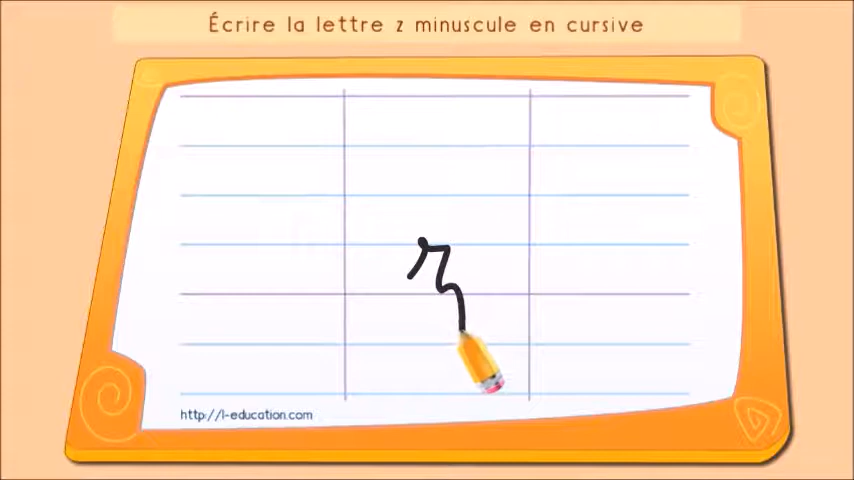 Écrire la lettre z minuscule en cursive
http://l-education.com